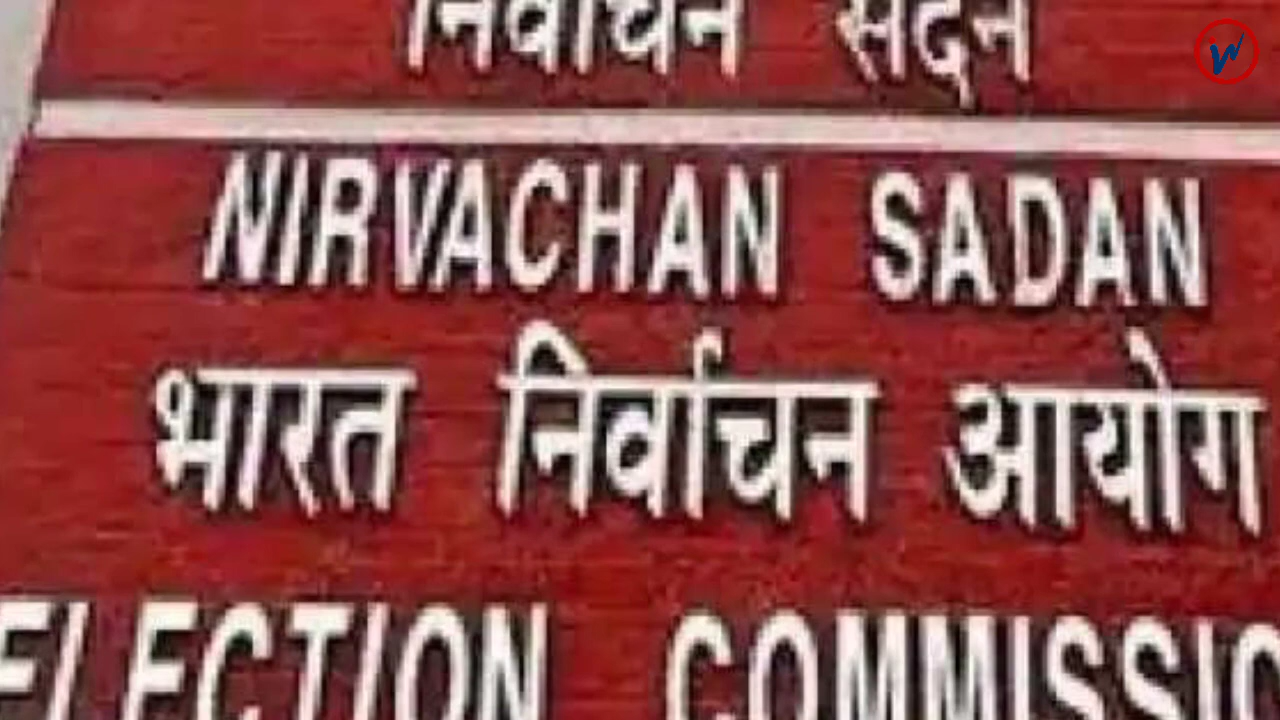 निर्वाचन सदन
NIRVACHAN SADAN
भारत निर्वाचन आयोग
ELECTION COMMISSIO